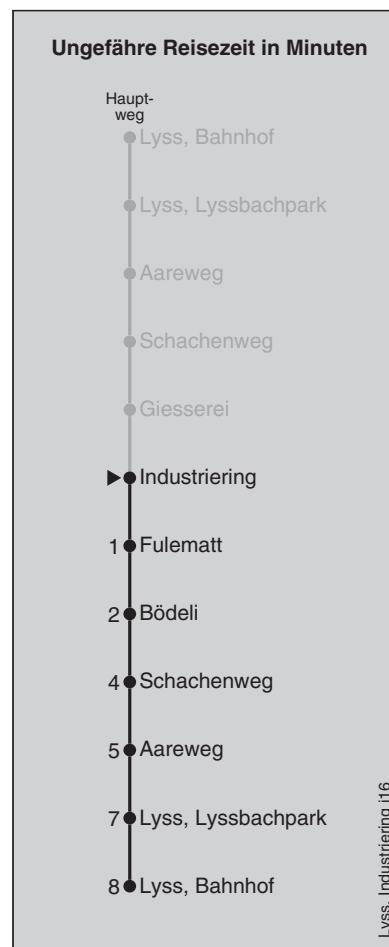 Ungefähre Reisezeit in Minuten
Haupt-
weg
Lyss, Bahnhof
Lyss, Lyssbachpark
Aareweg
Schachenweg
Giesserei
Industriering
1 Fulematt
2 Bödeli
4 Schachenweg
5 Aareweg
7 Lyss, Lyssbachpark
8 Lyss, Bahnhof
Lyss, Industriering j16